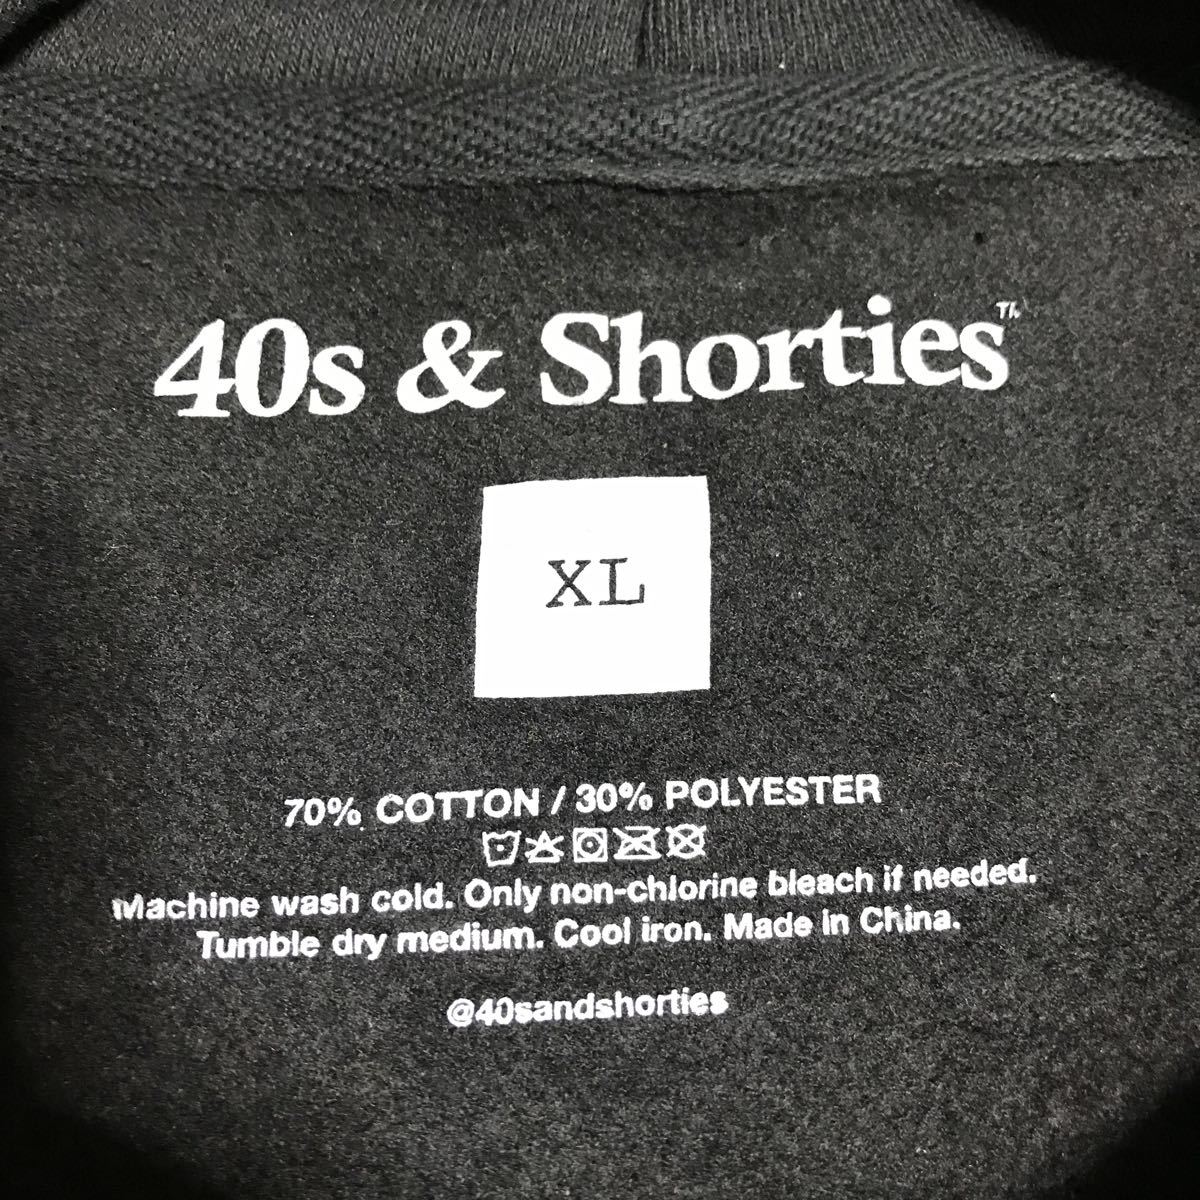 40s & Shorties™
XL
70% COTTON / 30% POLYESTER
Machine wash cold. Only non-chlorine bleach if needed.
Tumble dry medium. Cool iron. Made in China.
@40sandshorties